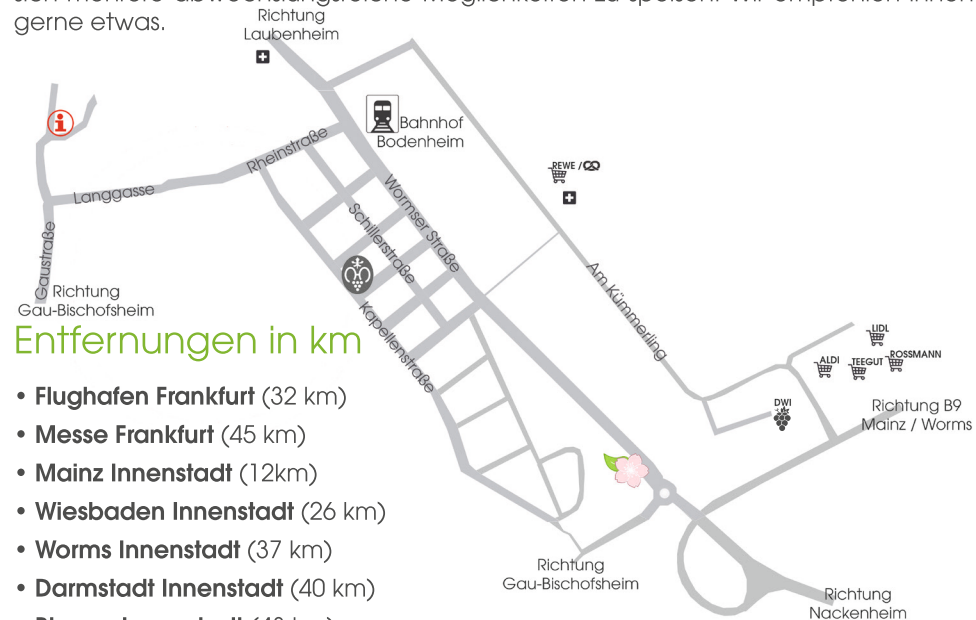 gerne etwas.
Richtung
Laubenheim
Bahnhof
Bodenheim
REWE /
Rheinstraße
Langgasse
Wormser Straße
Schillerstraße
Gaustraße
Richtung
Gau-Bischofsheim
Am Kümmerling
Kapellenstraße
LIDL
ALDI
TEEGUT
ROSSMANN
DWI
Richtung B9
Mainz / Worms
Entfernungen in km
• Flughafen Frankfurt (32 km)
• Messe Frankfurt (45 km)
• Mainz Innenstadt (12km)
• Wiesbaden Innenstadt (26 km)
• Worms Innenstadt (37 km)
• Darmstadt Innenstadt (40 km)
Richtung
Gau-Bischofsheim
Richtung
Nackenheim